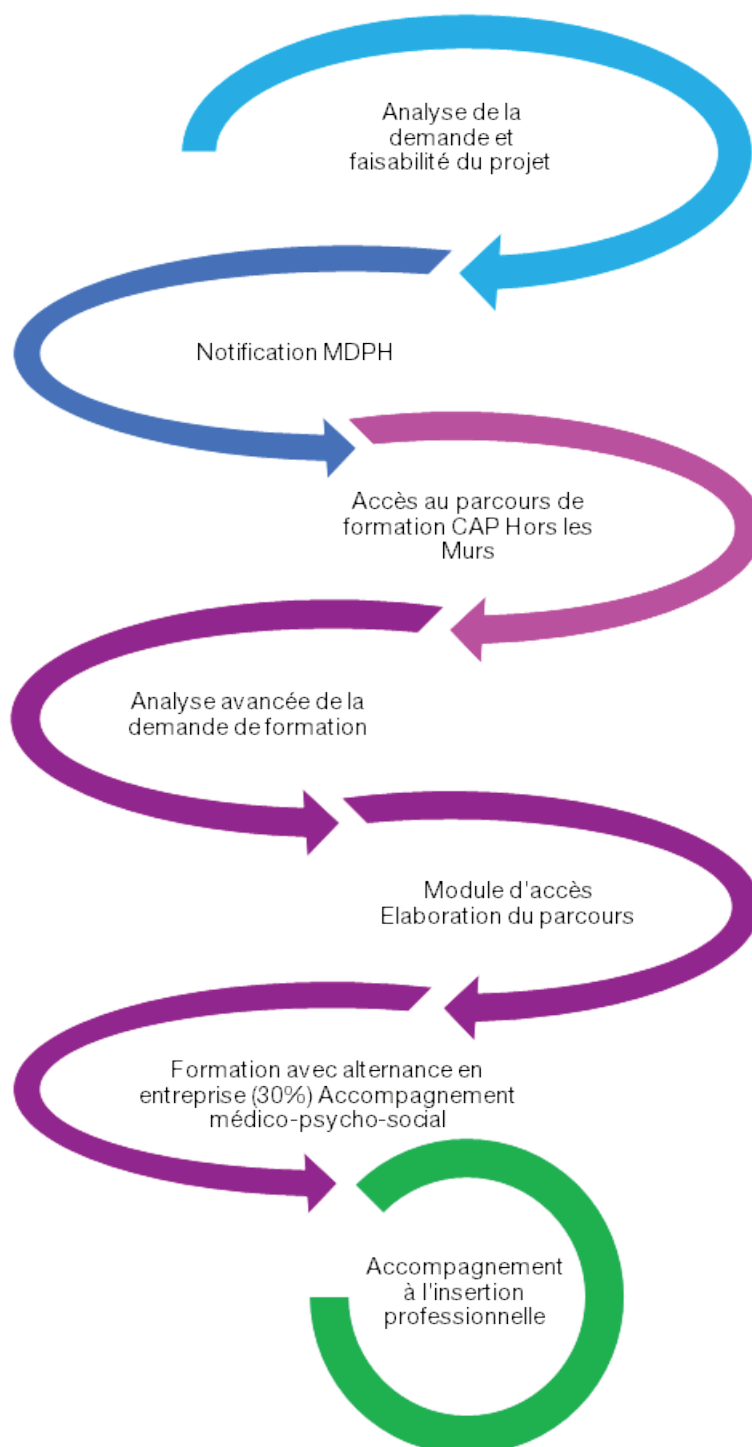 Analyse de la
demande et
faisabilité du projet
Notification MDPH
Accès au parcours de
formation CAP Hors les
Murs
Analyse avancée de la
demande de formation
Module d'accès
Elaboration du parcours
Formation avec alternance en
entreprise (30%) Accompagnement
médico-psycho-social
Accompagnement
à l'insertion
professionnelle